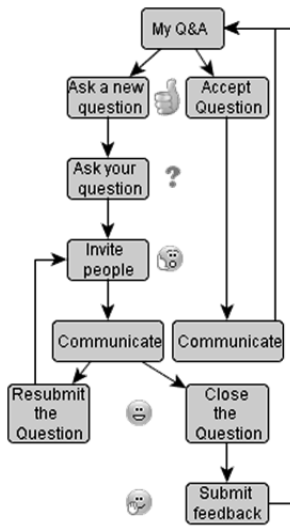 My Q&A
Ask a new
question
Accept
Question
Ask your
question
?
Invite
people
Communicate
Communicate
Resubmit
the
Question
Close
the
Question
Submit
feedback